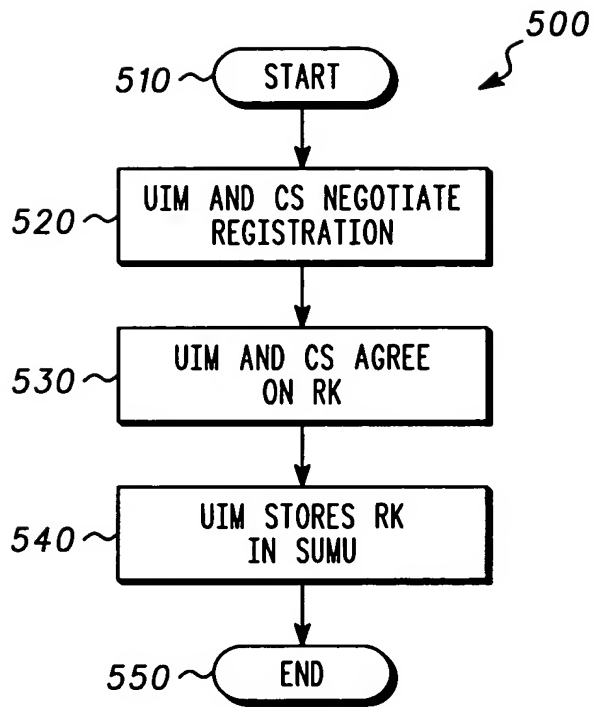 500
510
START
520
UIM AND CS NEGOTIATE
REGISTRATION
530
UIM AND CS AGREE
ON RK
540
UIM STORES RK
IN SUMU
550
END